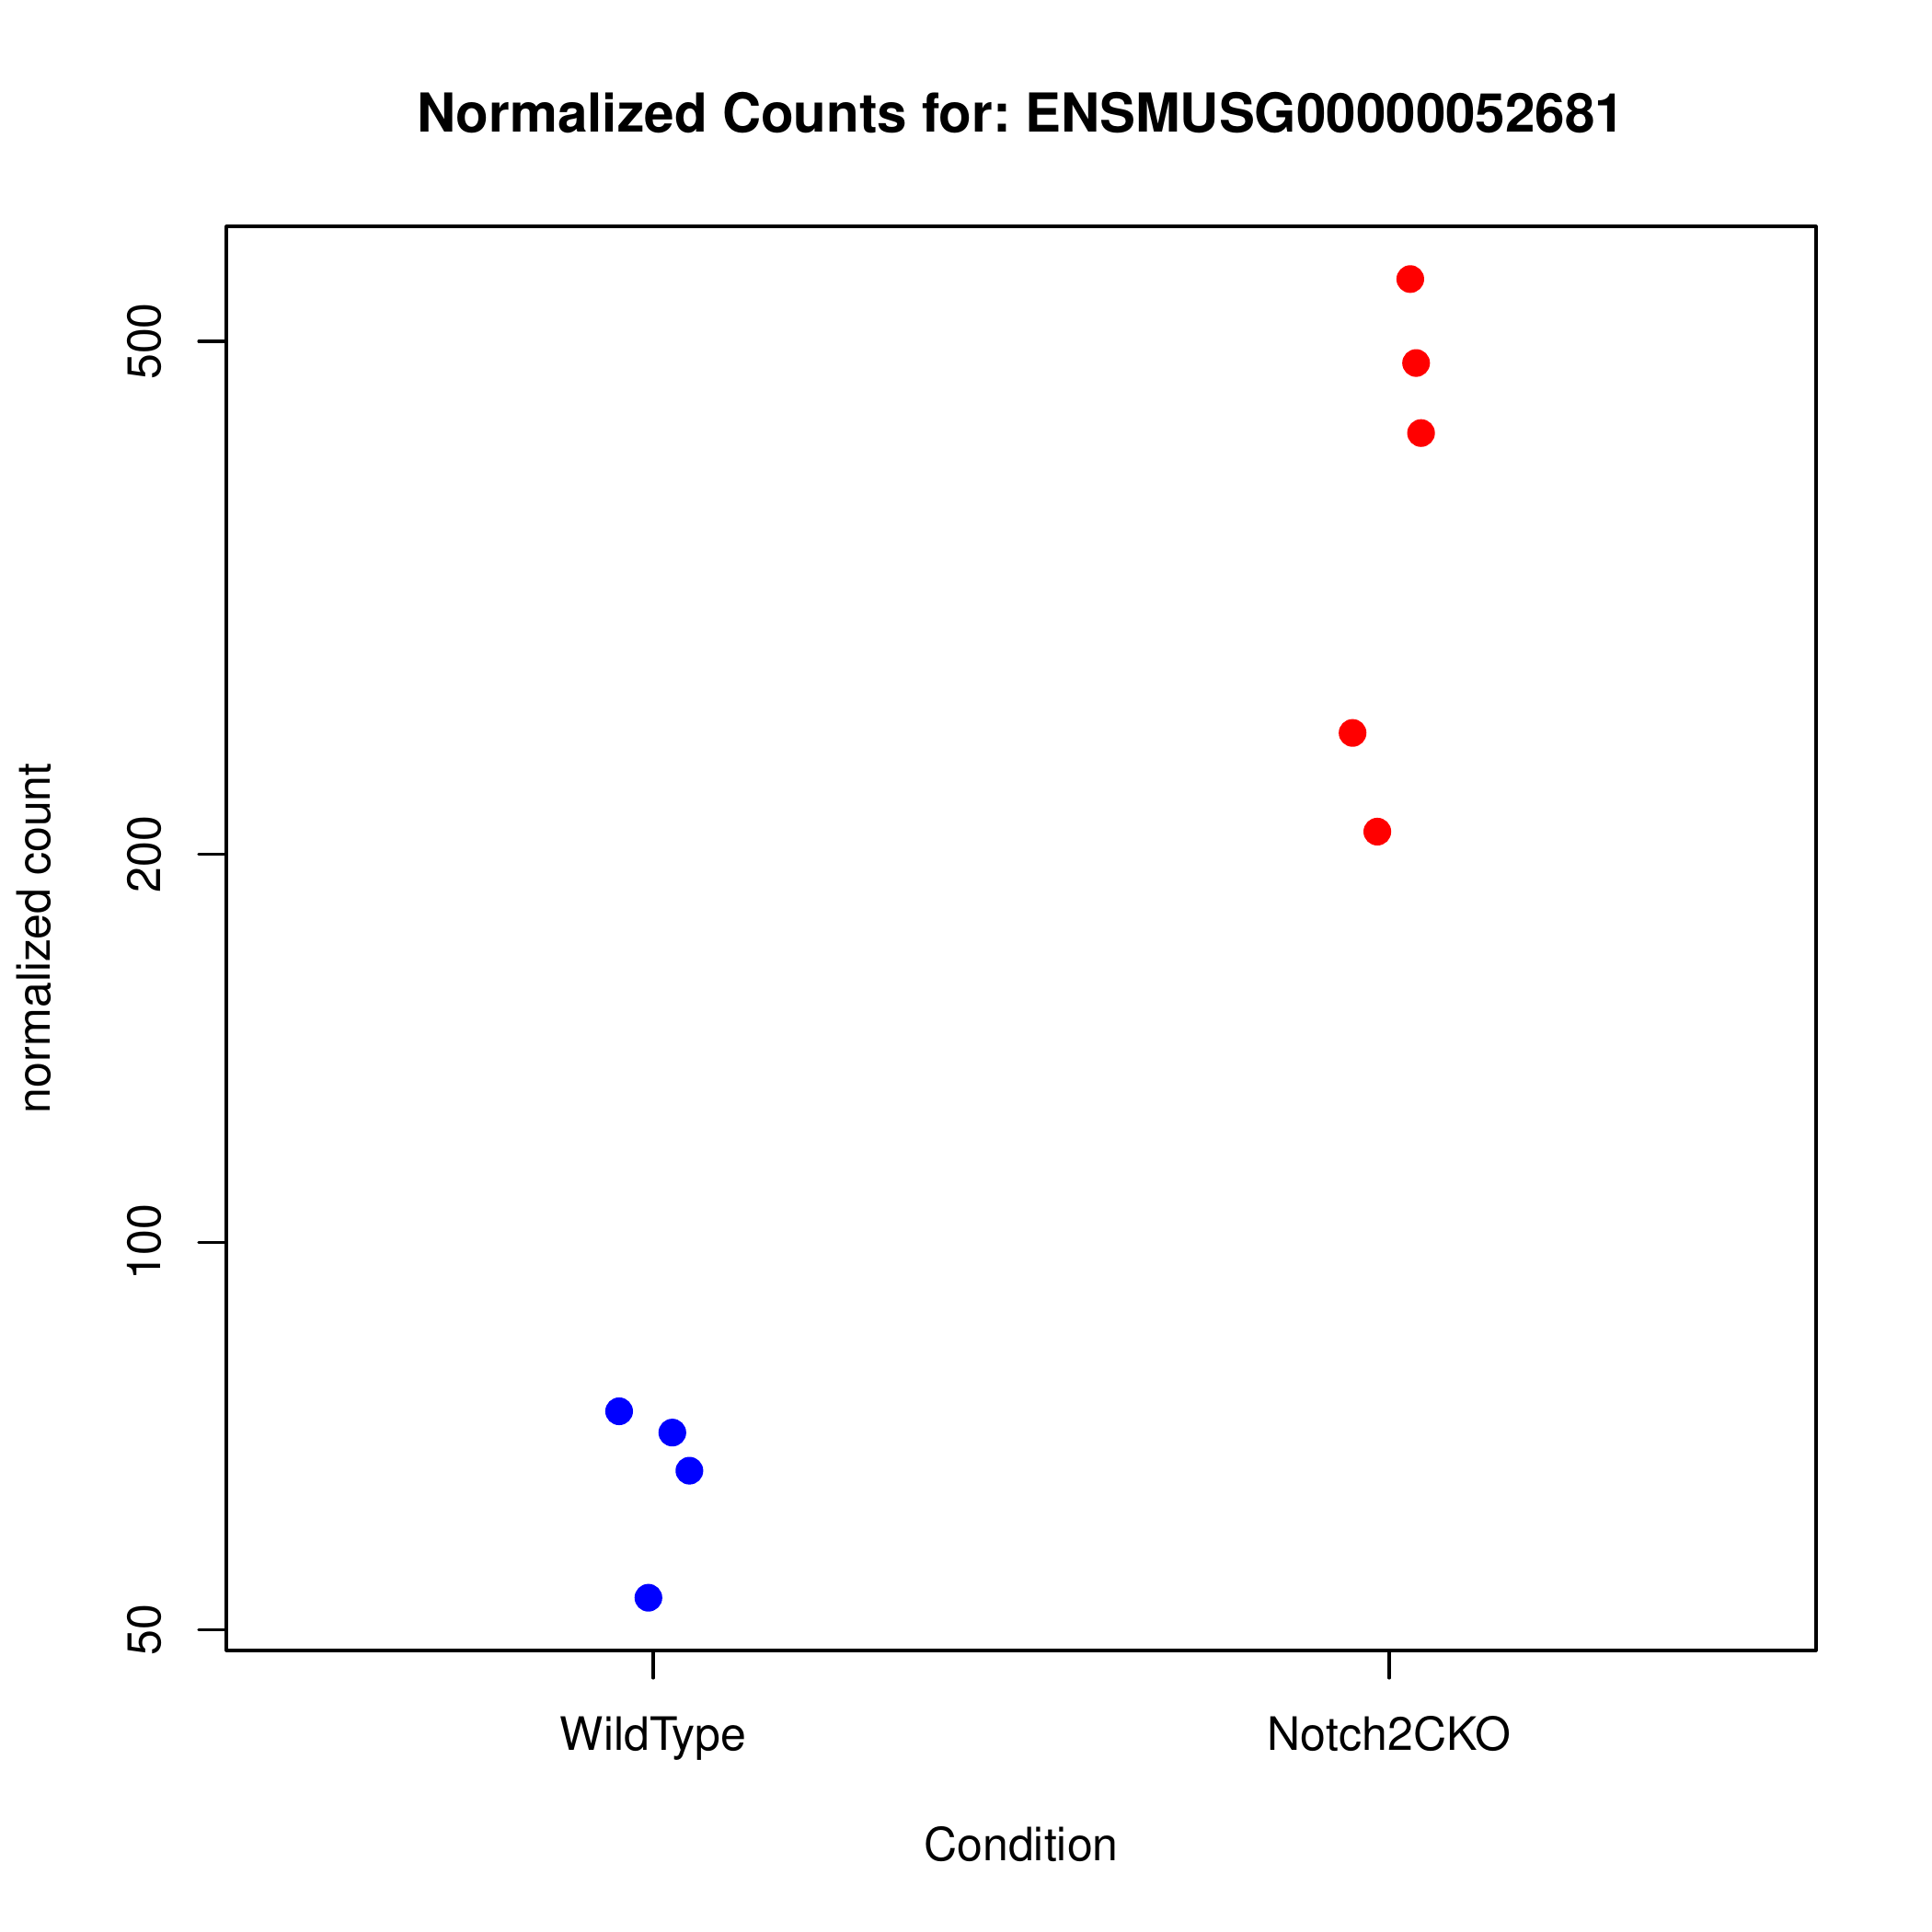 Normalized Counts for: ENSMUSG00000052681
normalized count
500
200
100
50
WildType
Notch2CKO
Condition